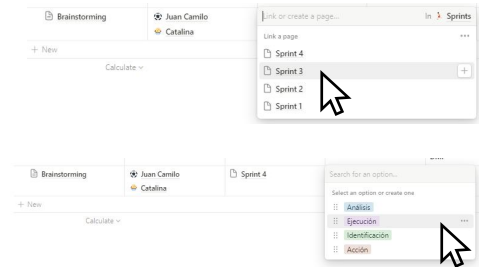 Brainstorming Juan Camilo Link or create a page... In Sprints
Catalina Link a page
+ New Sprint 4
Calculate Sprint 3
Sprint 2
Sprint 1
Brainstorming Juan Camilo Sprint 4 Search for an option...
Catalina Select an option or create one
+ New Análisis
Calculate Ejecución
Identificación
Acción